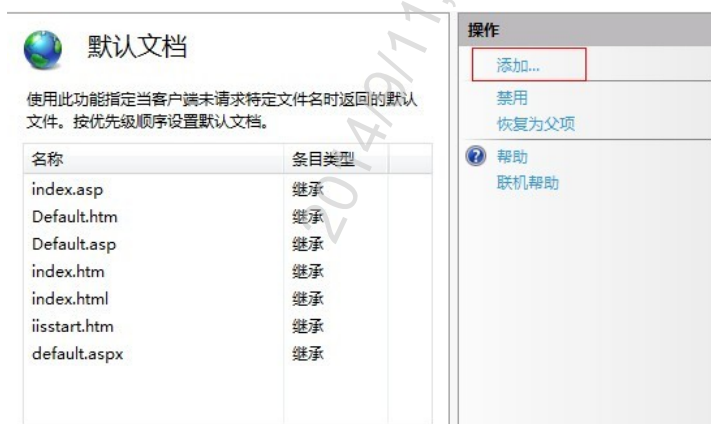 默认文档
使用此功能指定当客户端未请求特定文件名时返回的默认
文件。按优先级顺序设置默认文档。
名称 条目类型
index.asp 继承
Default.htm 继承
Default.asp 继承
index.htm 继承
index.html 继承
iisstart.htm 继承
default.aspx 继承
操作
添加...
禁用
恢复为父项
帮助
联机帮助
2014/9/11,